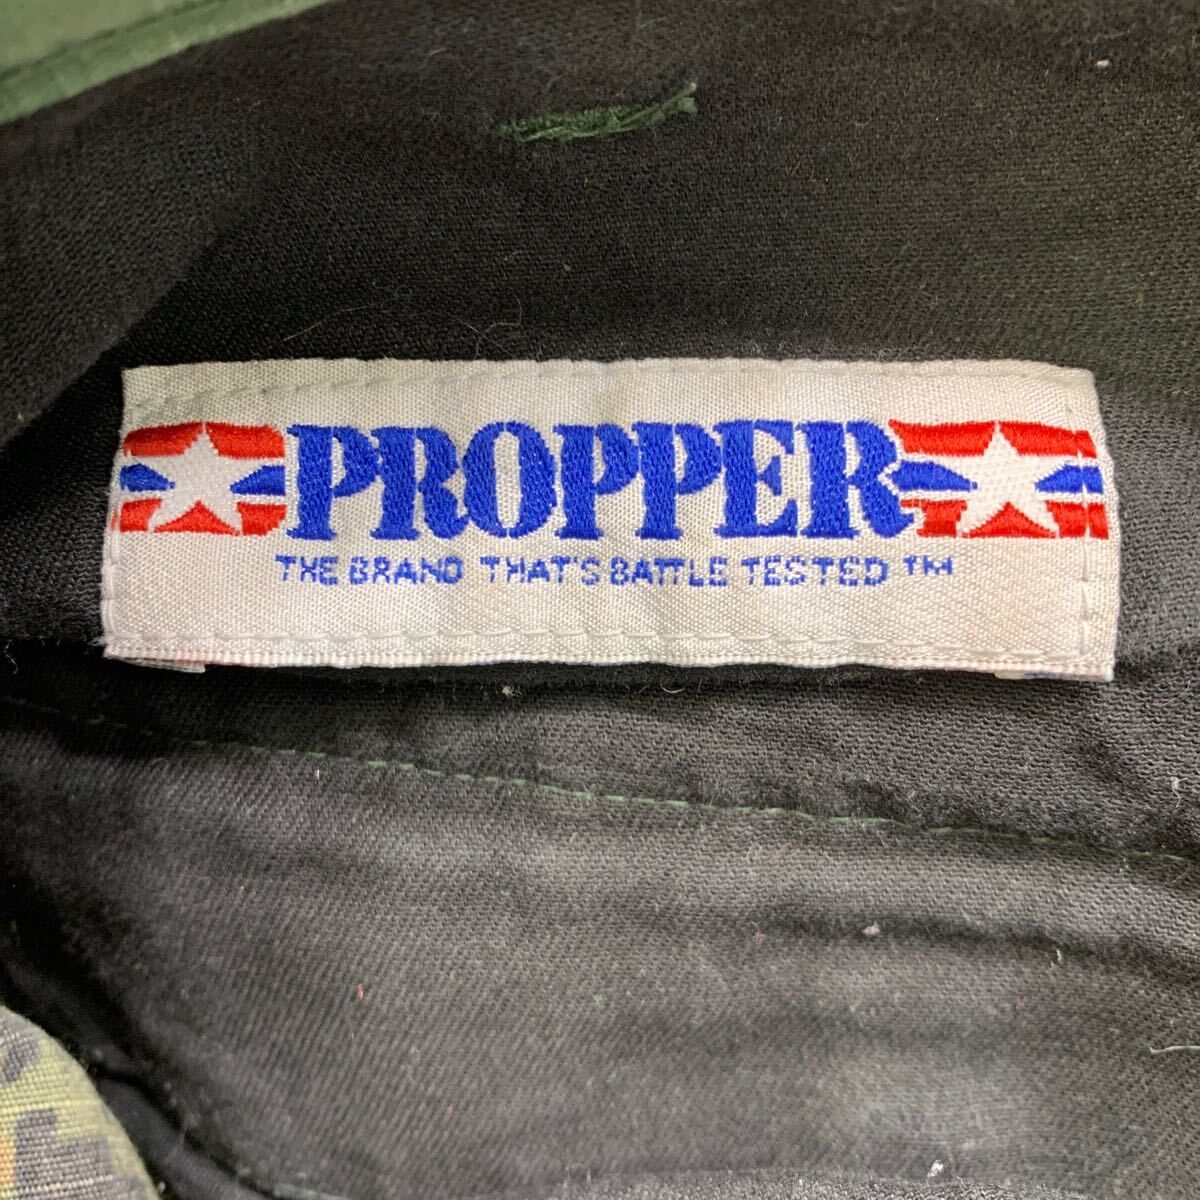 PROPPER
THE BRAND THAT'S BATTLE TESTED ™